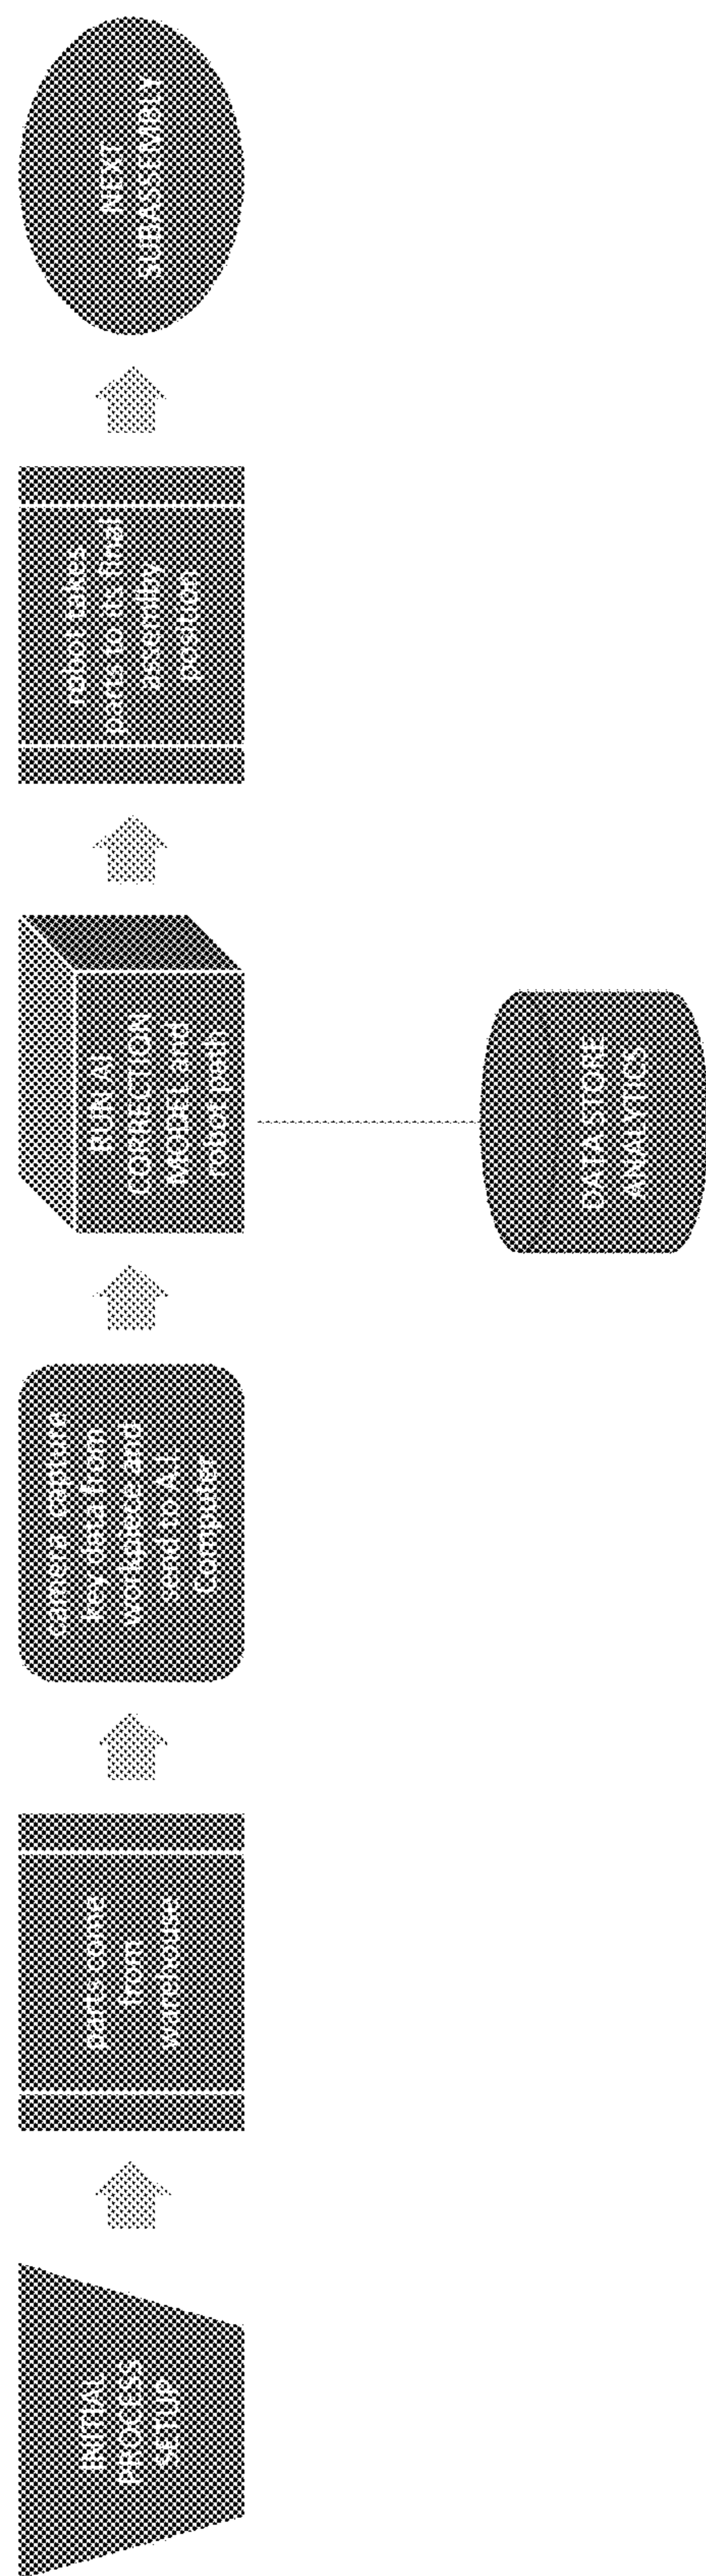 INITIAL
PROCESS
SETUP
parts come
from
warehouse
camera capture
key data from
workpiece and
send to A.I
Computer
RUN AI
CORRECTION
MODEL and
robot path
DATA STORE
ANALYTICS
robot takes
parts to its final
assembly
position
NEXT
SUBASSEMBLY